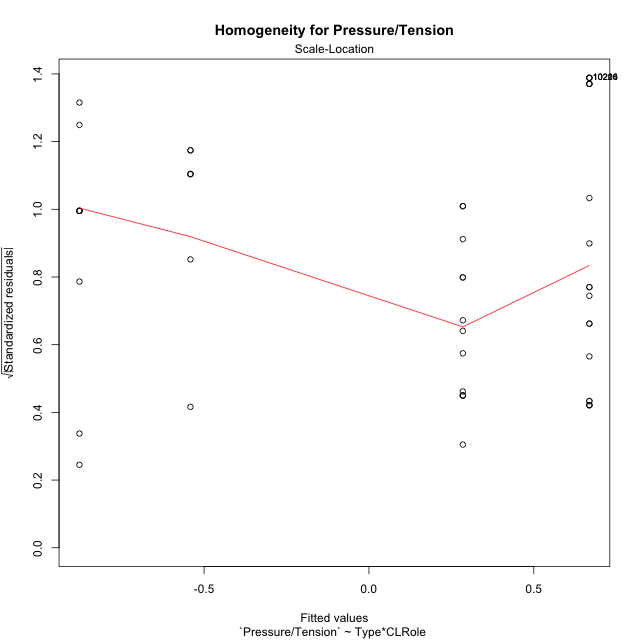 Homogeneity for Pressure/Tension
Scale-Location
1.4
1.2
1.0
0.8
0.6
0.4
0.2
0.0
√|Standardized residuals|
-0.5
0.0
0.5
Fitted values
`Pressure/Tension` ~ Type*CLRole